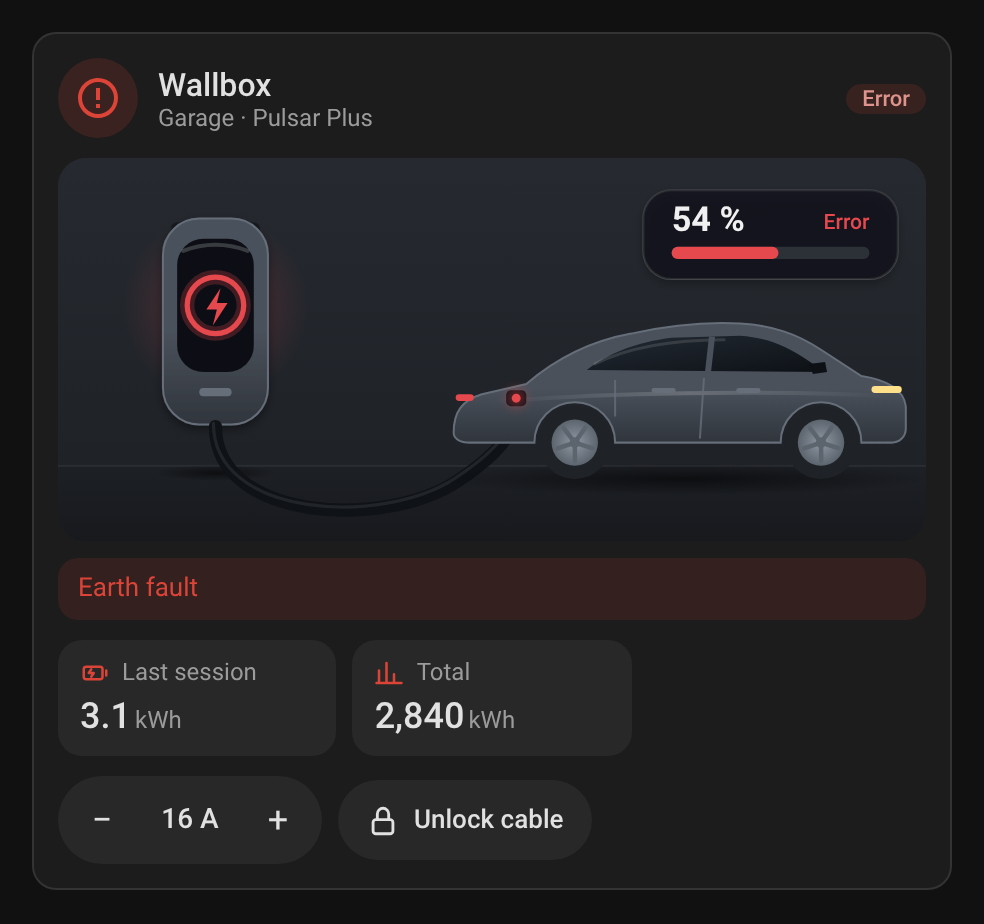 Wallbox
Garage · Pulsar Plus
Error
54 %
Error
Earth fault
Last session
3.1 kWh
Total
2,840 kWh
− 16 A +
Unlock cable